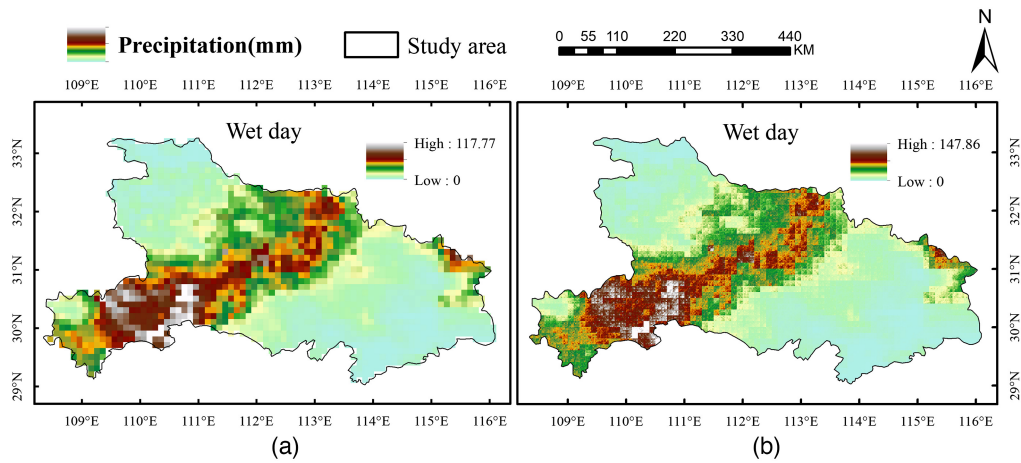 Precipitation(mm)
Study area
0 55 110 220 330 440
KM
N
109°E 110°E 111°E 112°E 113°E 114°E 115°E 116°E
109°E 110°E 111°E 112°E 113°E 114°E 115°E 116°E
Wet day
High : 117.77
Low : 0
33°N
32°N
31°N
30°N
29°N
Wet day
High : 147.86
Low : 0
33°N
32°N
31°N
30°N
29°N
109°E 110°E 111°E 112°E 113°E 114°E 115°E 116°E
109°E 110°E 111°E 112°E 113°E 114°E 115°E 116°E
(a)
(b)